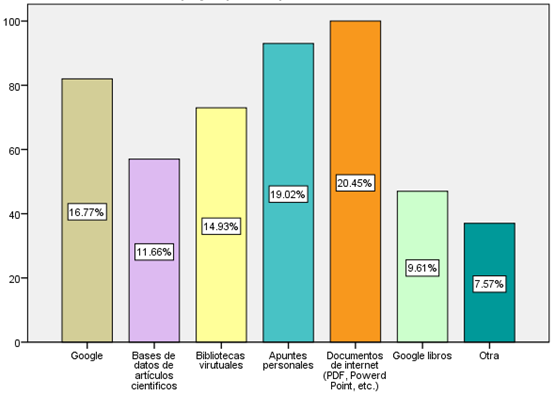 100
80
60
40
20
0
16.77%
11.66%
14.93%
19.02%
20.45%
9.61%
7.57%
Google
Bases de
datos de
artículos
cientificos
Bibliotecas
virutuales
Apuntes
personales
Documentos
de internet
(PDF, Powerd
Point, etc.)
Google libros
Otra